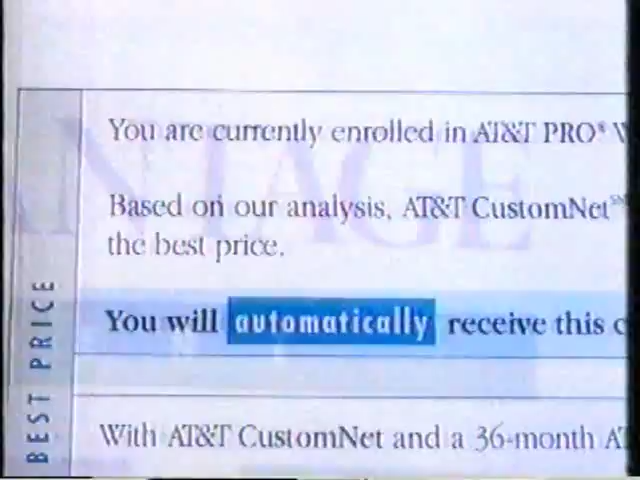 You are currently enrolled in AT&T PRO®
Based on our analysis, AT&T CustomNet℠
the best price.
You will automatically receive this
With AT&T CustomNet and a 36-month
BEST PRICE